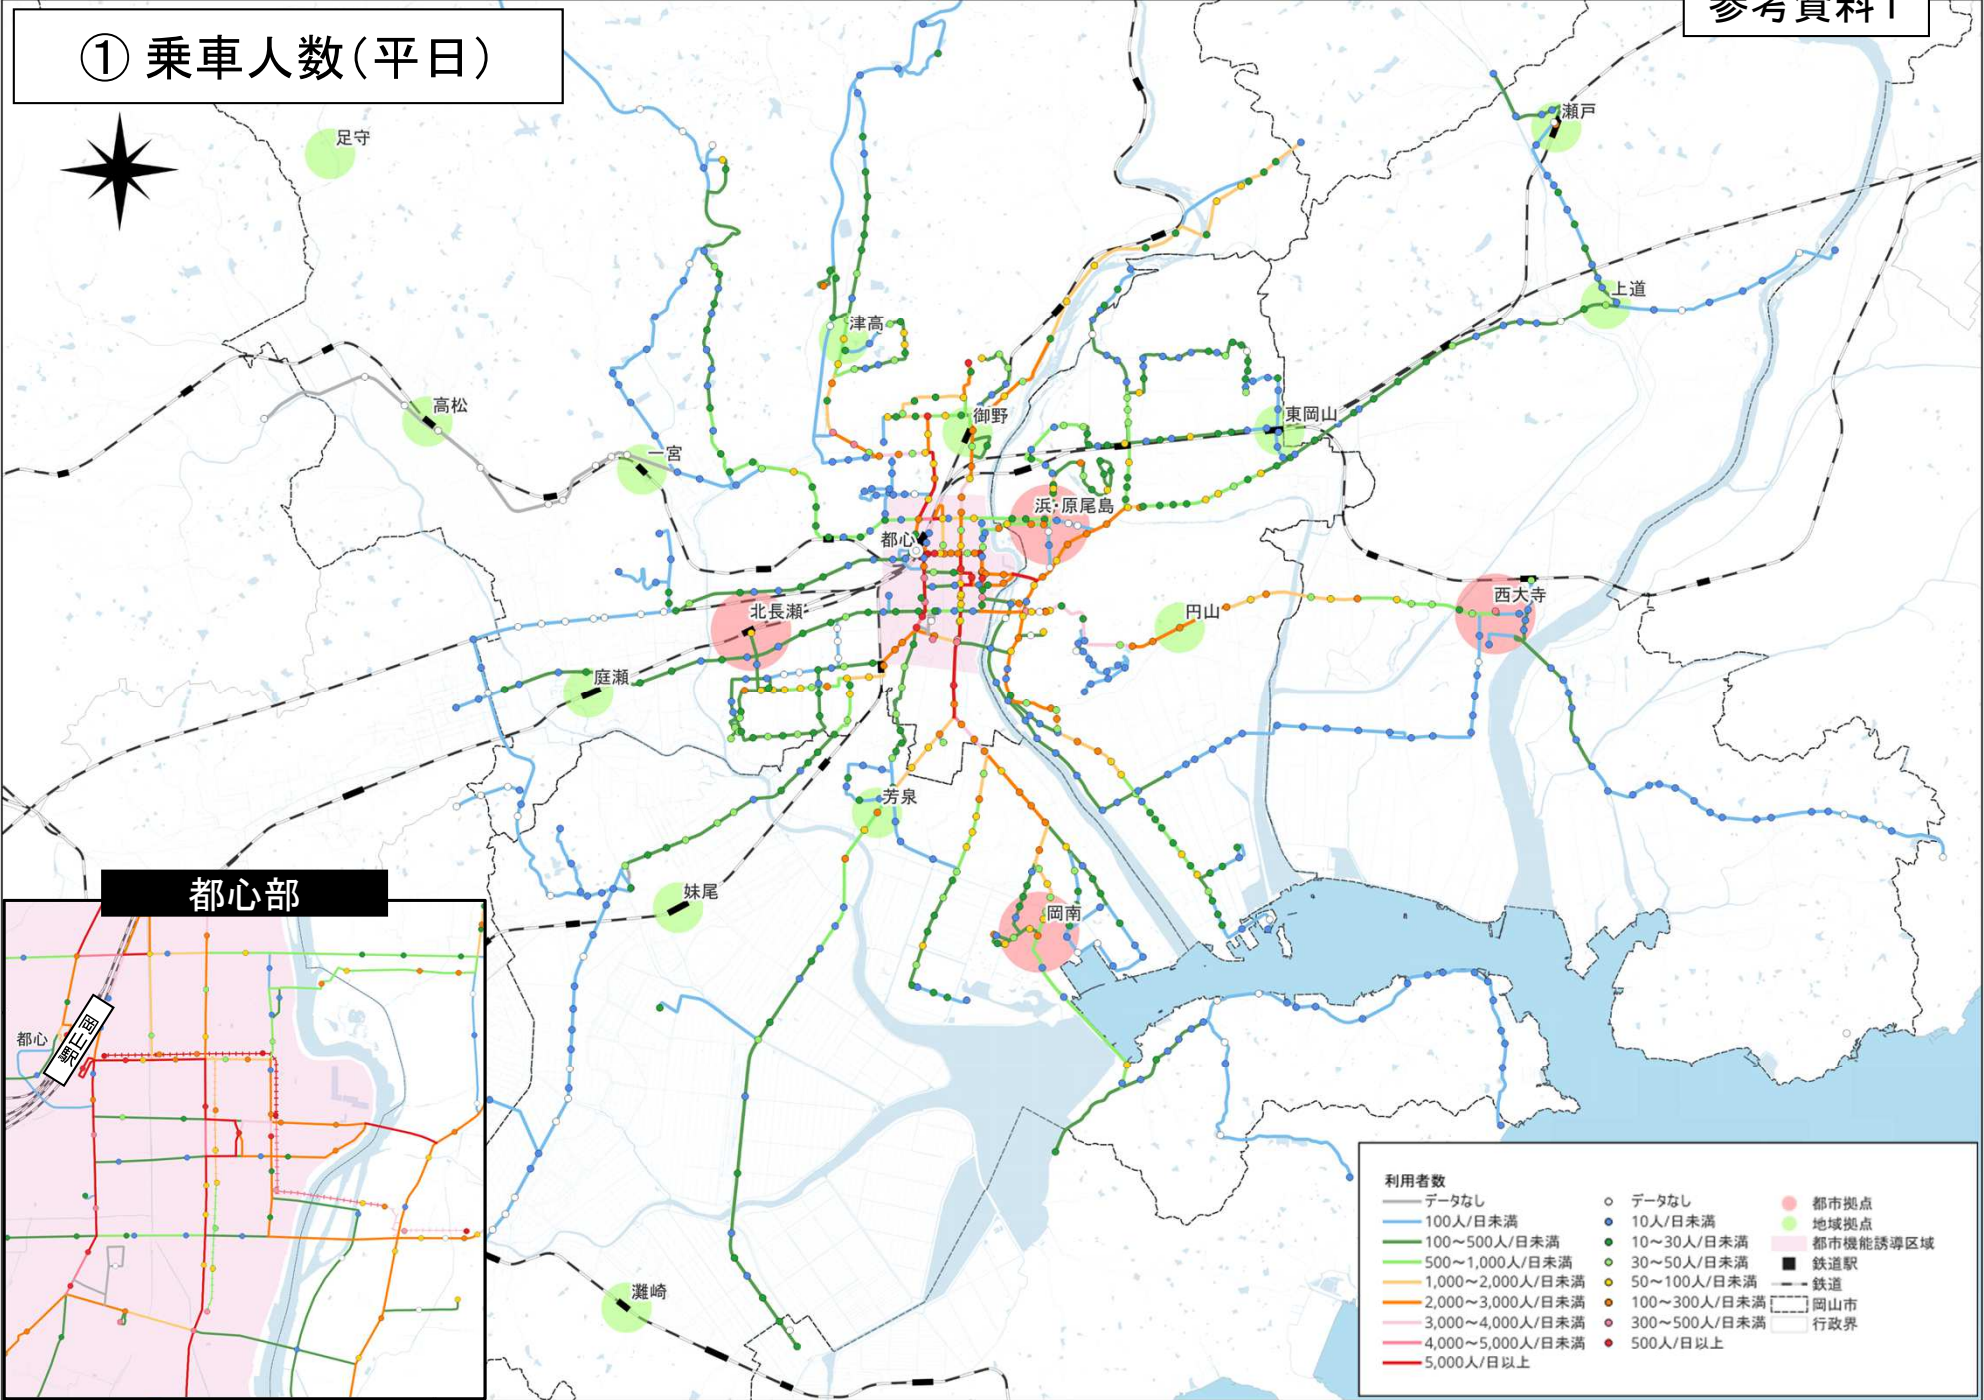 ① 乗車人数(平日)
参考資料1
足守
瀬戸
上道
津高
高松
御野
東岡山
一宮
浜・原尾島
都心
北長瀬
円山
西大寺
庭瀬
芳泉
妹尾
岡南
灘崎
都心部
都心
岡山駅
利用者数
データなし
100人/日未満
100～500人/日未満
500～1,000人/日未満
1,000～2,000人/日未満
2,000～3,000人/日未満
3,000～4,000人/日未満
4,000～5,000人/日未満
5,000人/日以上
データなし
10人/日未満
10～30人/日未満
30～50人/日未満
50～100人/日未満
100～300人/日未満
300～500人/日未満
500人/日以上
都市拠点
地域拠点
都市機能誘導区域
鉄道駅
鉄道
岡山市
行政界